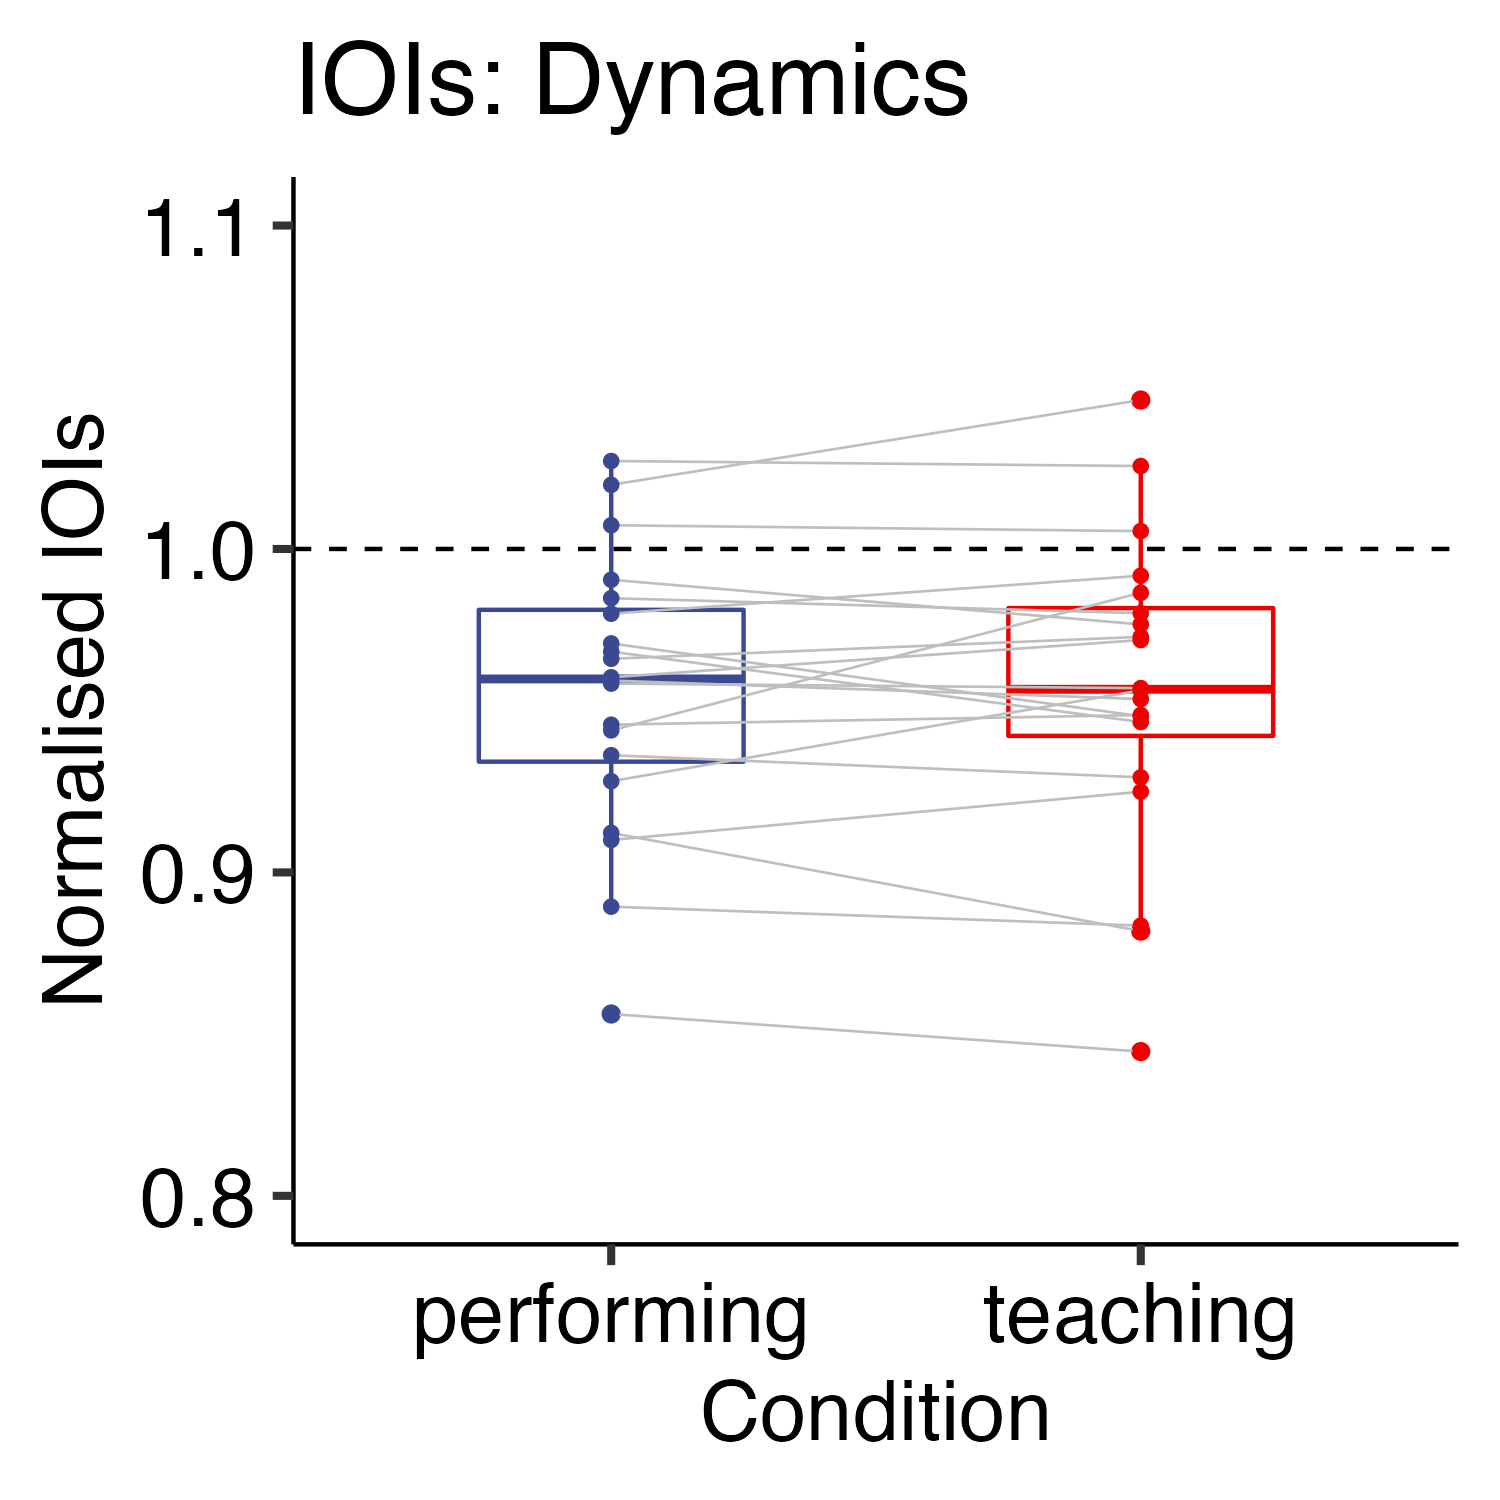 IOIs: Dynamics
Normalised IOIs
1.1
1.0
0.9
0.8
performing teaching
Condition